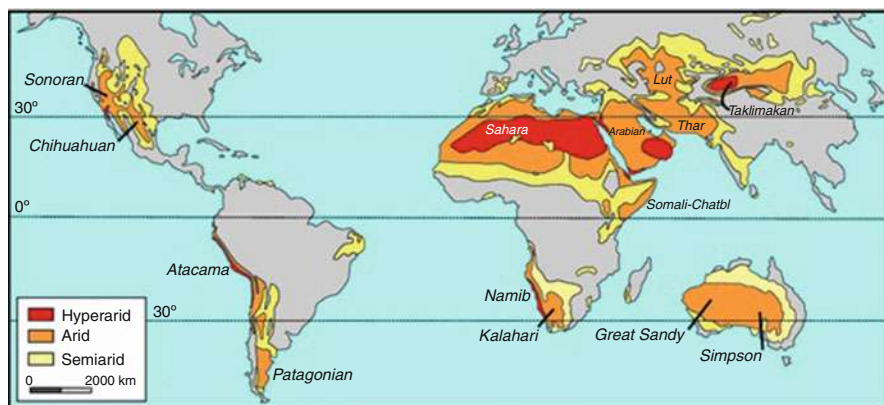 Sonoran
30º
Chihuahuan
0º
Atacama
30º
Patagonian
Sahara
Arabian
Lut
Thar
Taklimakan
Somali-Chatbl
Namib
Kalahari
Great Sandy
Simpson
Hyperarid
Arid
Semiarid
0 2000 km